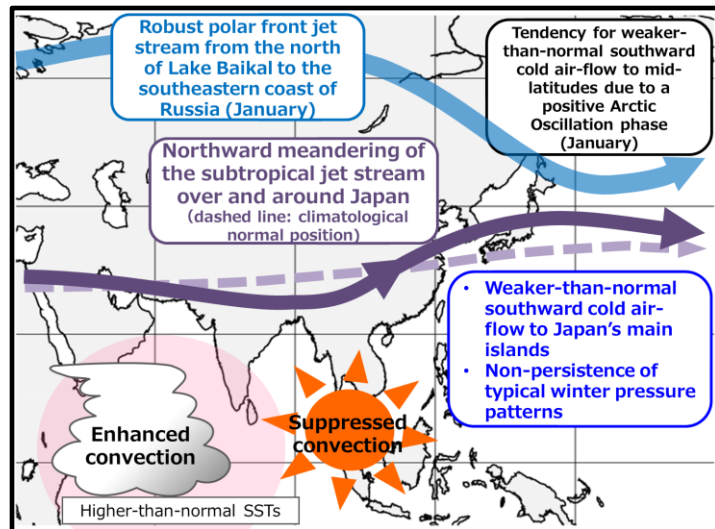 Robust polar front jet
stream from the north
of Lake Baikal to the
southeastern coast of
Russia (January)
Tendency for weaker-
than-normal southward
cold air-flow to mid-
latitudes due to a
positive Arctic
Oscillation phase
(January)
Northward meandering of
the subtropical jet stream
over and around Japan
(dashed line: climatological
normal position)
• Weaker-than-normal
southward cold air-
flow to Japan's main
islands
• Non-persistence of
typical winter pressure
patterns
Enhanced
convection
Suppressed
convection
Higher-than-normal SSTs